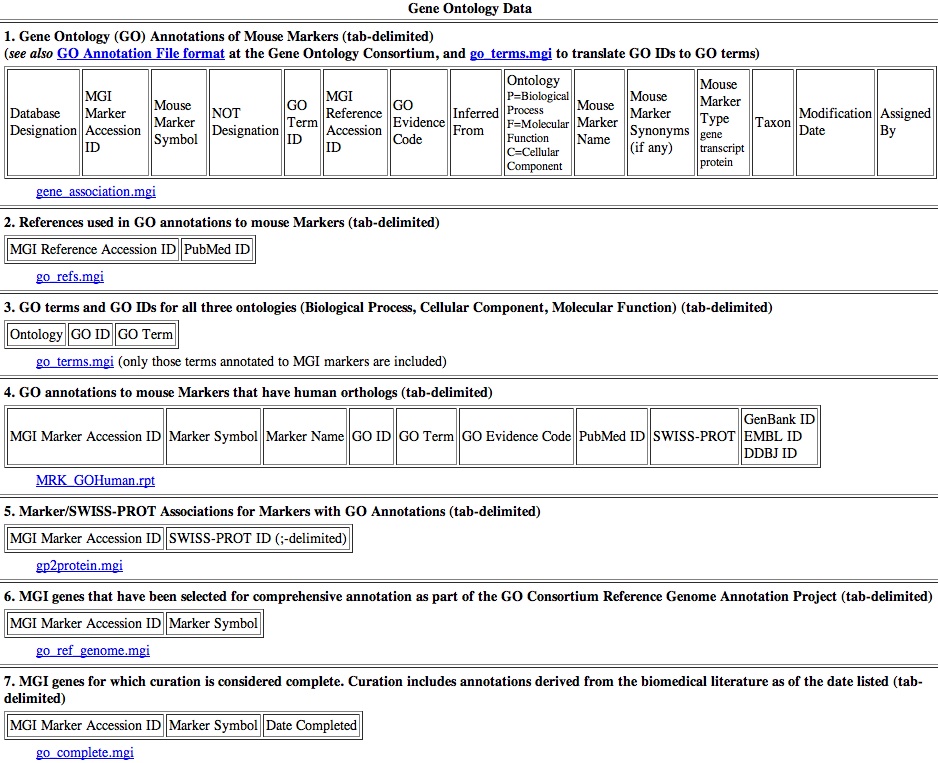 Gene Ontology Data
1. Gene Ontology (GO) Annotations of Mouse Markers (tab-delimited)
(see also GO Annotation File format at the Gene Ontology Consortium, and go_terms.mgi to translate GO IDs to GO terms)
Database
Designation
MGI
Marker
Accession
ID
Mouse
Marker
Symbol
NOT
Designation
GO
Term
ID
MGI
Reference
Accession
ID
GO
Evidence
Code
Inferred
From
Ontology
P=Biological
Process
F=Molecular
Function
C=Cellular
Component
Mouse
Marker
Name
Mouse
Marker
Synonyms
(if any)
Mouse
Marker
Type
gene
transcript
protein
Taxon
Modification
Date
Assigned
By
gene_association.mgi
2. References used in GO annotations to mouse Markers (tab-delimited)
MGI Reference Accession ID PubMed ID
go_refs.mgi
3. GO terms and GO IDs for all three ontologies (Biological Process, Cellular Component, Molecular Function) (tab-delimited)
Ontology GO ID GO Term
go_terms.mgi (only those terms annotated to MGI markers are included)
4. GO annotations to mouse Markers that have human orthologs (tab-delimited)
MGI Marker Accession ID Marker Symbol Marker Name GO ID GO Term GO Evidence Code PubMed ID SWISS-PROT
GenBank ID
EMBL ID
DDBJ ID
MRK_GOHuman.rpt
5. Marker/SWISS-PROT Associations for Markers with GO Annotations (tab-delimited)
MGI Marker Accession ID SWISS-PROT ID (;-delimited)
gp2protein.mgi
6. MGI genes that have been selected for comprehensive annotation as part of the GO Consortium Reference Genome Annotation Project (tab-delimited)
MGI Marker Accession ID Marker Symbol
go_ref_genome.mgi
7. MGI genes for which curation is considered complete. Curation includes annotations derived from the biomedical literature as of the date listed (tab-
delimited)
MGI Marker Accession ID Marker Symbol Date Completed
go_complete.mgi